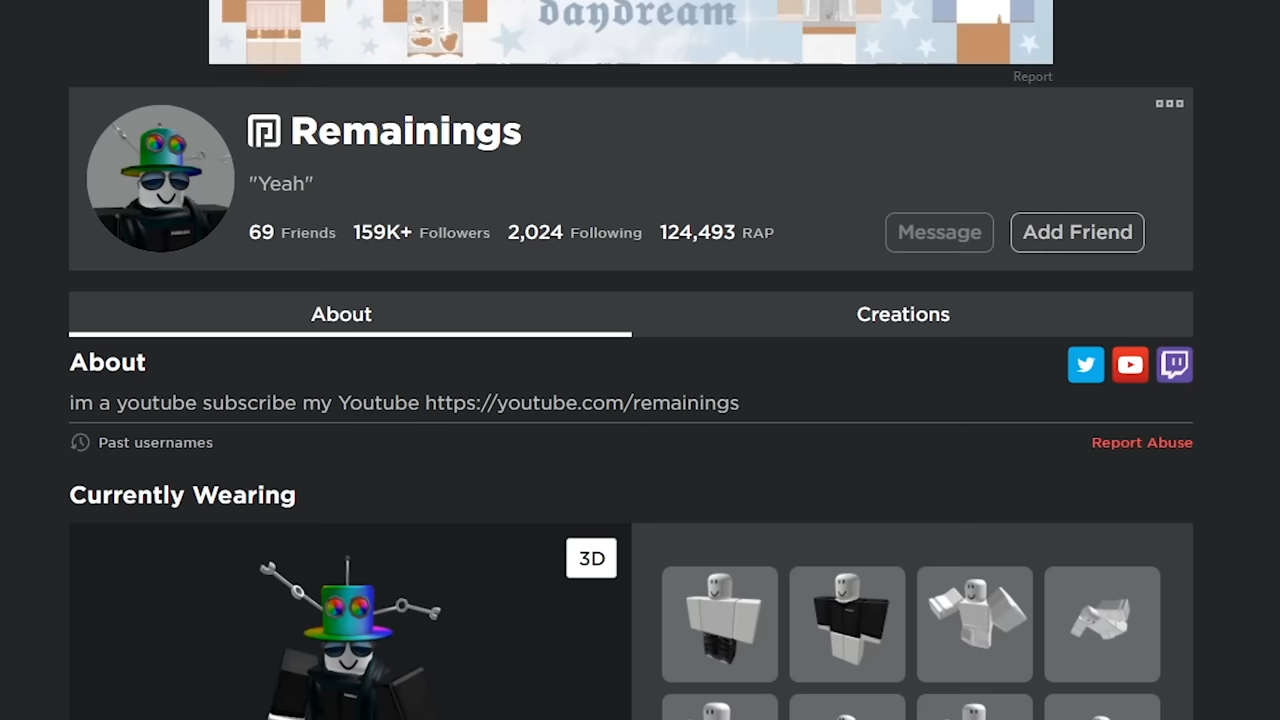 daydream
Report
Remainings
"Yeah"
69 Friends 159K+ Followers 2,024 Following 124,493 RAP
Message Add Friend
About Creations
About
im a youtube subscribe my Youtube https://youtube.com/remainings
Past usernames Report Abuse
Currently Wearing
3D